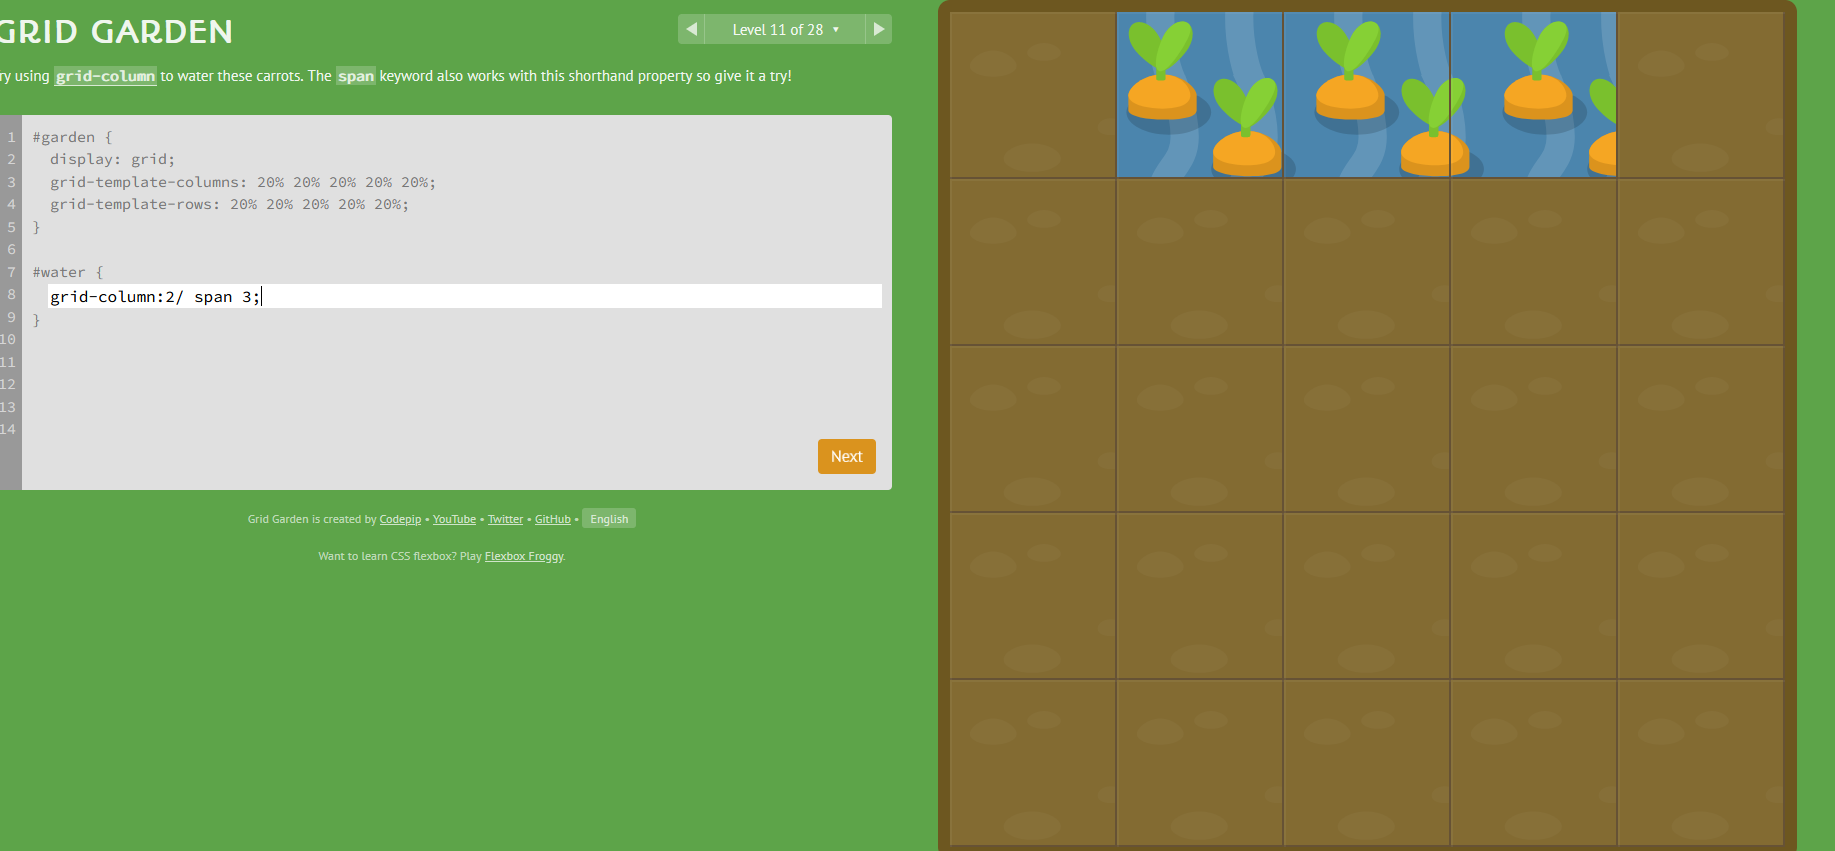 GRID GARDEN
◀ Level 11 of 28 ▾ ▶
ry using grid-column to water these carrots. The span keyword also works with this shorthand property so give it a try!
1 #garden {
2 display: grid;
3 grid-template-columns: 20% 20% 20% 20% 20%;
4 grid-template-rows: 20% 20% 20% 20% 20%;
5 }
6
7 #water {
8 grid-column:2/ span 3;
9 }
10
11
12
13
14
Next
Grid Garden is created by Codepip • YouTube • Twitter • GitHub • English
Want to learn CSS flexbox? Play Flexbox Froggy.